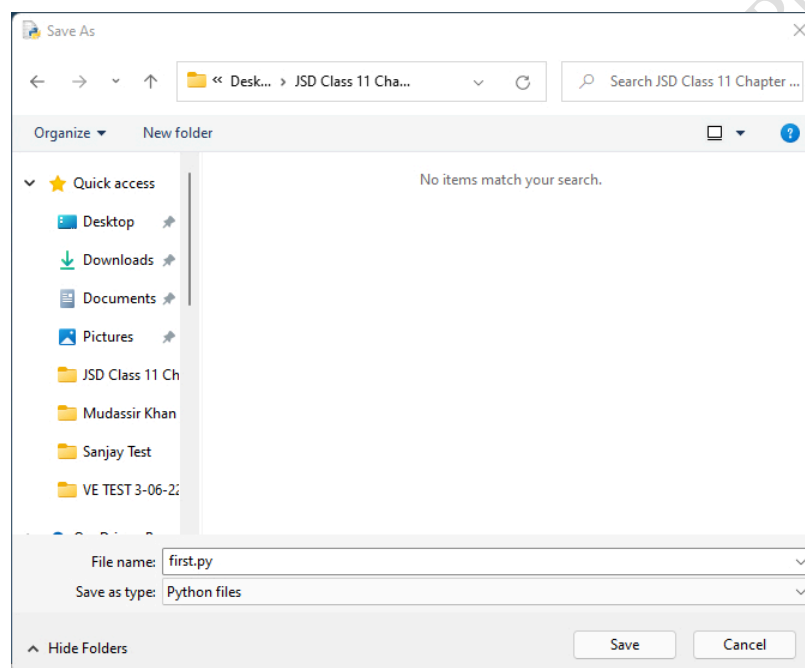 Save As
« Desk... › JSD Class 11 Cha...
Search JSD Class 11 Chapter ...
Organize
New folder
Quick access
No items match your search.
Desktop
Downloads
Documents
Pictures
JSD Class 11 Ch
Mudassir Khan
Sanjay Test
VE TEST 3-06-22
File name: first.py
Save as type: Python files
Hide Folders
Save
Cancel